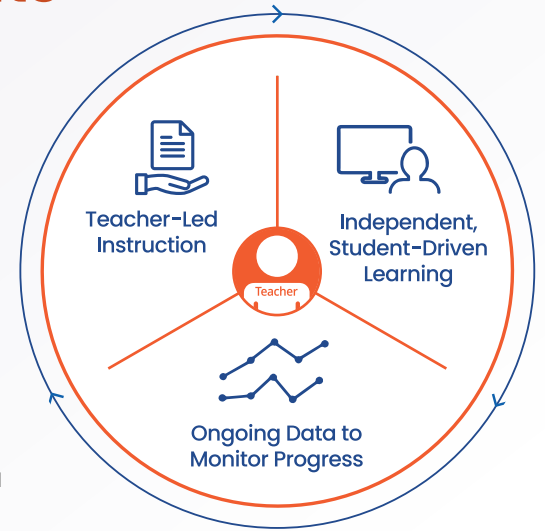 Teacher-Led
Instruction
Independent,
Student-Driven
Learning
Teacher
Ongoing Data to
Monitor Progress